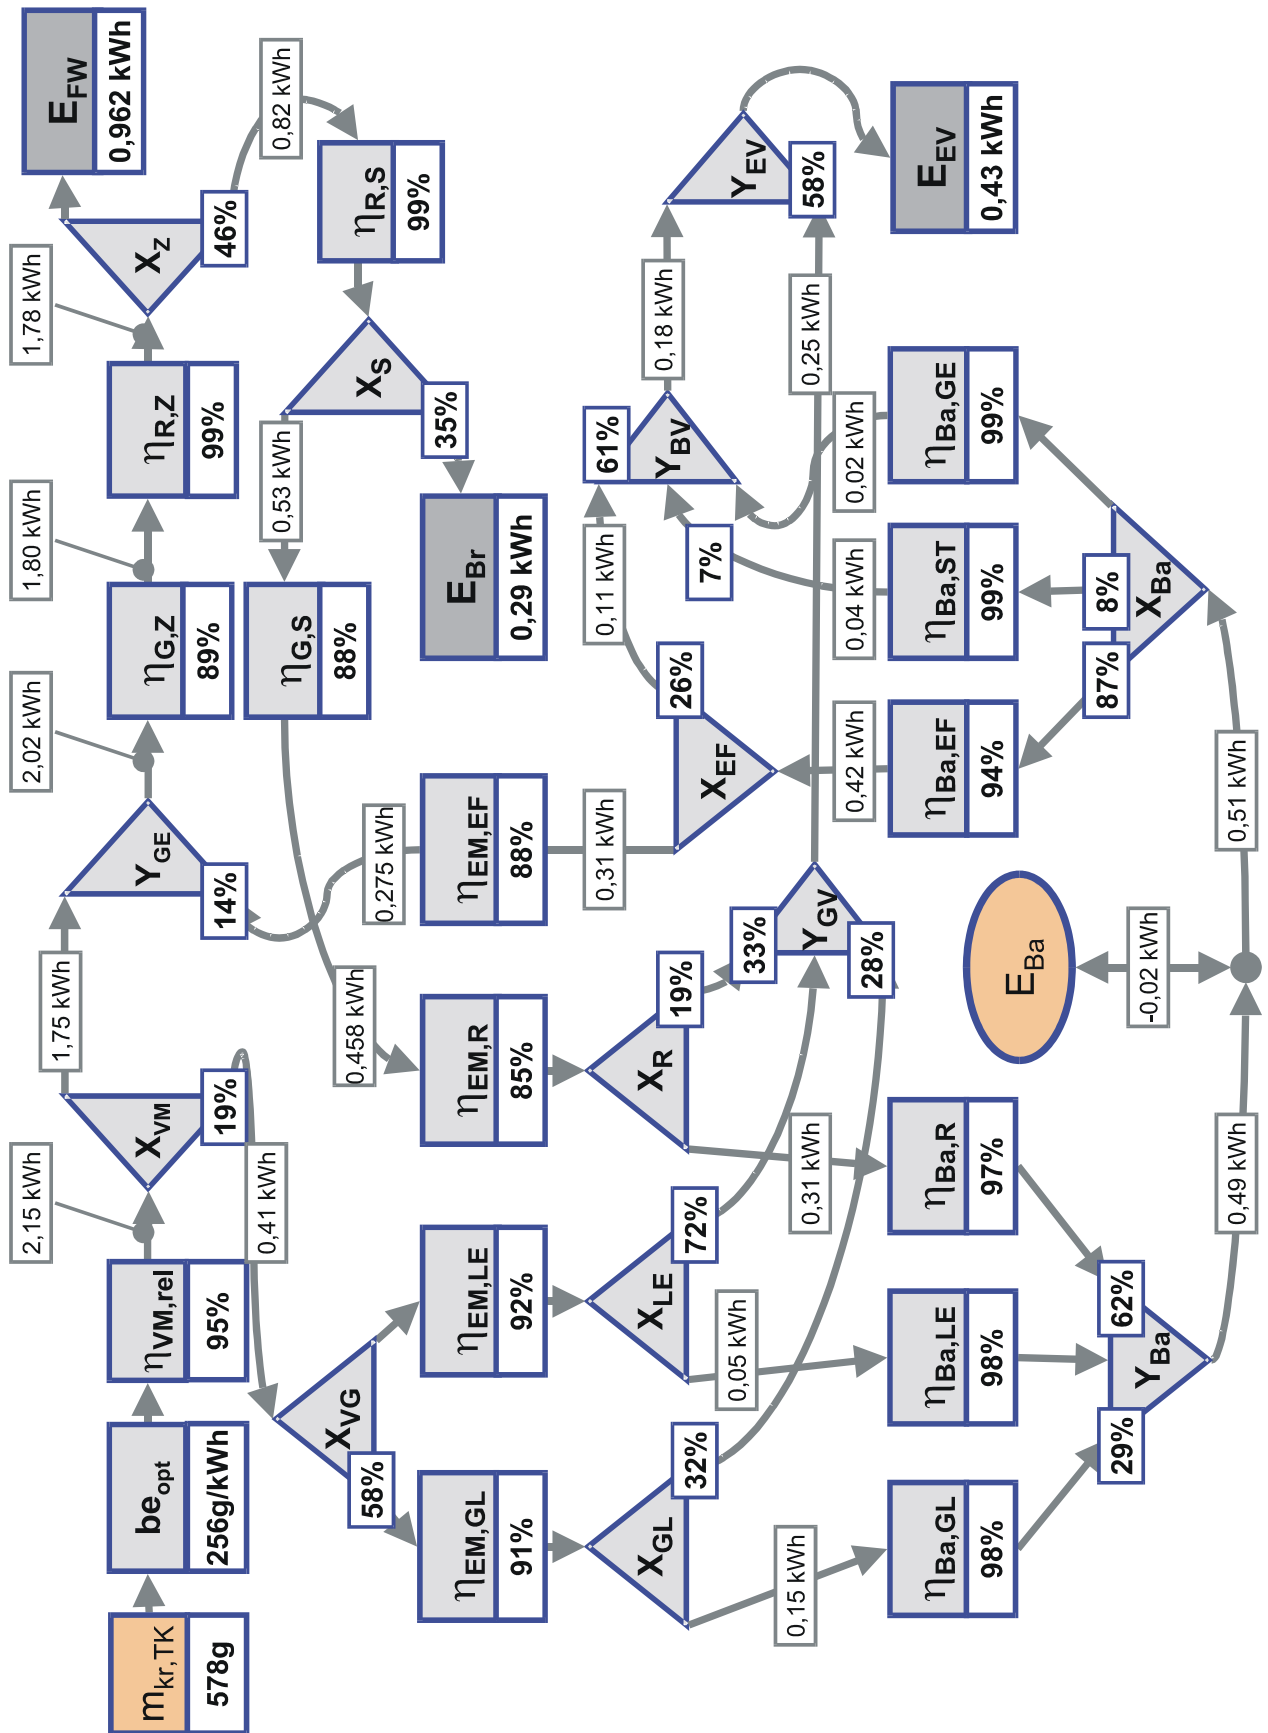 m_kr,TK
578g
be_opt
256g/kWh
η_VM,rel
95%
2,15 kWh
X_VM
19%
1,75 kWh
Y_GE
14%
2,02 kWh
η_G,Z
89%
1,80 kWh
η_R,Z
99%
1,78 kWh
X_Z
46%
E_FW
0,962 kWh
0,82 kWh
η_R,S
99%
X_S
35%
0,53 kWh
η_G,S
88%
E_Br
0,29 kWh
0,458 kWh
0,41 kWh
X_VG
58%
η_EM,GL
91%
η_EM,LE
92%
η_EM,R
85%
η_EM,EF
88%
0,275 kWh
0,31 kWh
X_GL
32%
X_LE
72%
X_R
19%
X_EF
26%
0,11 kWh
Y_BV
61%
7%
0,18 kWh
Y_EV
58%
E_EV
0,43 kWh
Y_GV
33%
28%
0,25 kWh
0,15 kWh
0,05 kWh
0,31 kWh
0,42 kWh
0,04 kWh
0,02 kWh
η_Ba,GL
98%
η_Ba,LE
98%
η_Ba,R
97%
E_Ba
η_Ba,EF
94%
η_Ba,ST
99%
η_Ba,GE
99%
Y_Ba
29%
62%
0,49 kWh
-0,02 kWh
0,51 kWh
X_Ba
87%
8%